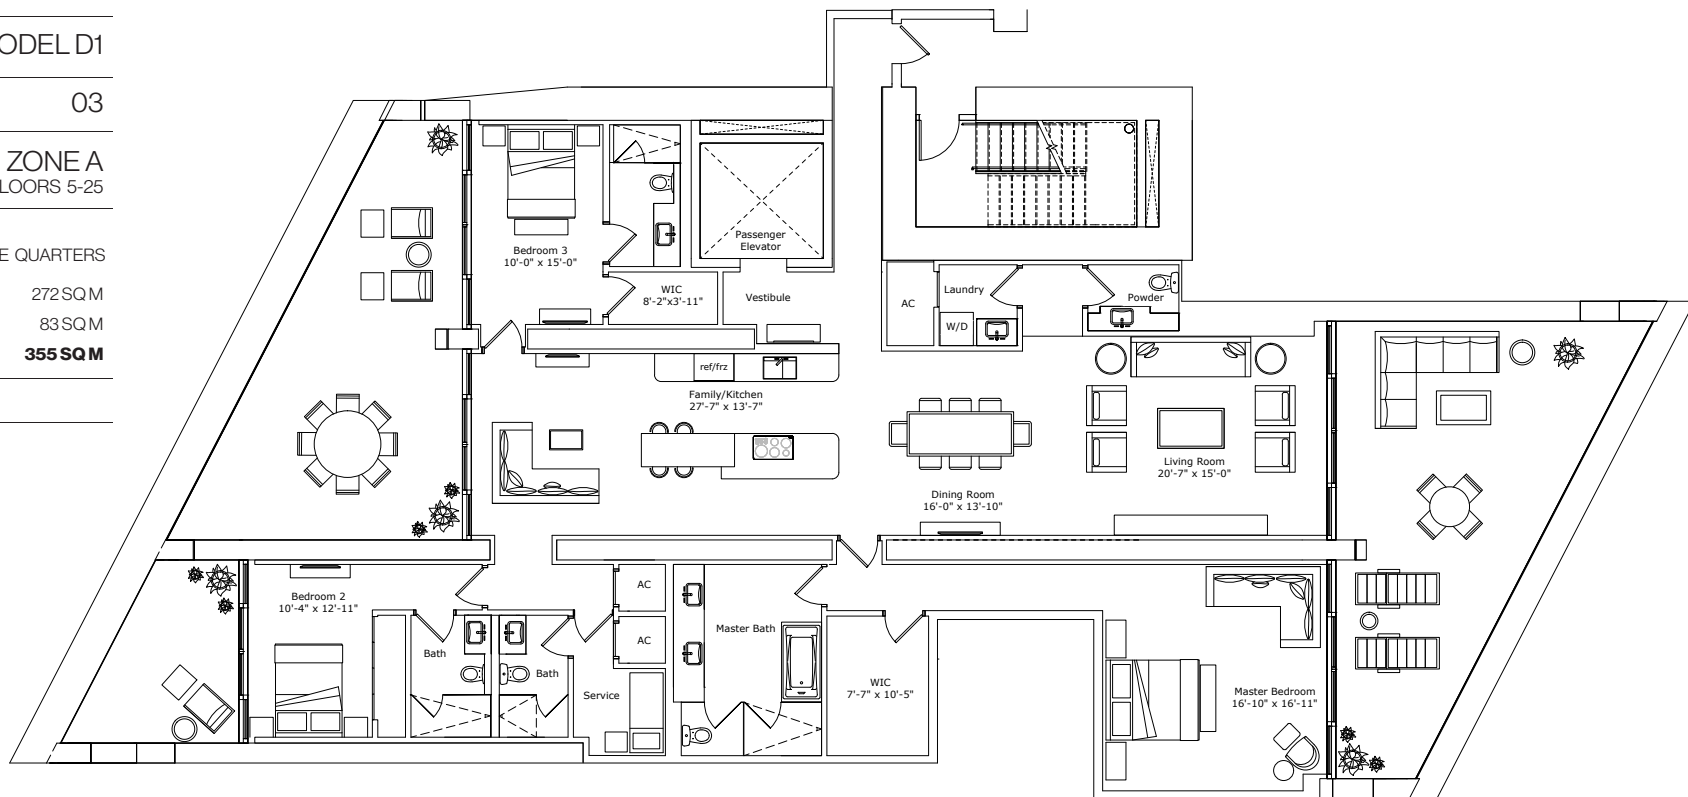 ODEL D1
03
ZONE A
LOORS 5-25
E QUARTERS
272 SQ M
83 SQ M
355 SQ M
Bedroom 3
10'-0" x 15'-0"
Passenger
Elevator
WIC
8'-2"x3'-11"
Vestibule
AC
Laundry
W/D
Powder
ref/frz
Family/Kitchen
27'-7" x 13'-7"
Living Room
20'-7" x 15'-0"
Dining Room
16'-0" x 13'-10"
Bedroom 2
10'-4" x 12'-11"
Bath
Bath
AC
AC
Service
Master Bath
WIC
7'-7" x 10'-5"
Master Bedroom
16'-10" x 16'-11"